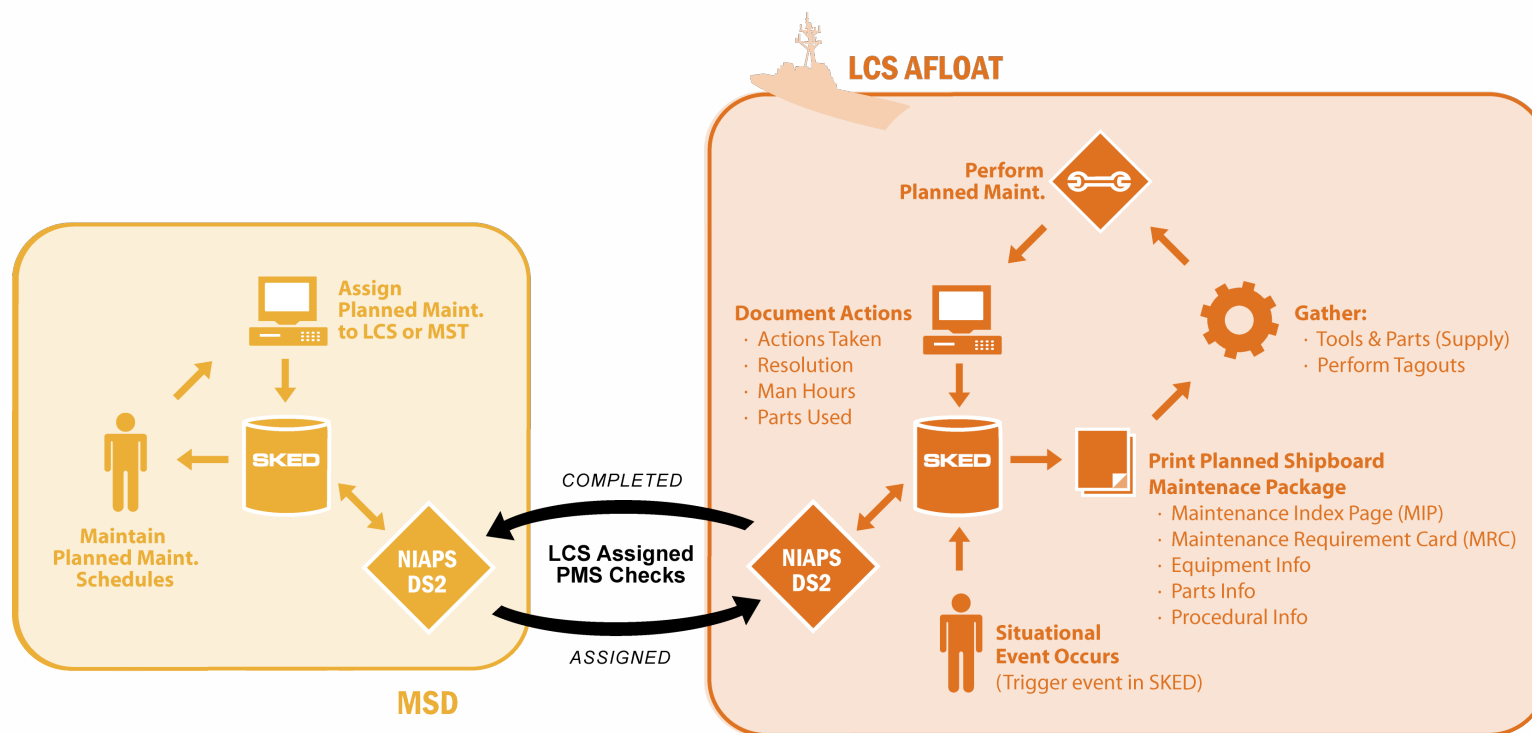 LCS AFLOAT
Perform
Planned Maint.
Assign
Planned Maint.
to LCS or MST
Document Actions
· Actions Taken
· Resolution
· Man Hours
· Parts Used
Gather:
· Tools & Parts (Supply)
· Perform Tagouts
SKED
SKED
Maintain
Planned Maint.
Schedules
NIAPS
DS2
COMPLETED
LCS Assigned
PMS Checks
ASSIGNED
NIAPS
DS2
Print Planned Shipboard
Maintenace Package
· Maintenance Index Page (MIP)
· Maintenance Requirement Card (MRC)
· Equipment Info
· Parts Info
· Procedural Info
Situational
Event Occurs
(Trigger event in SKED)
MSD